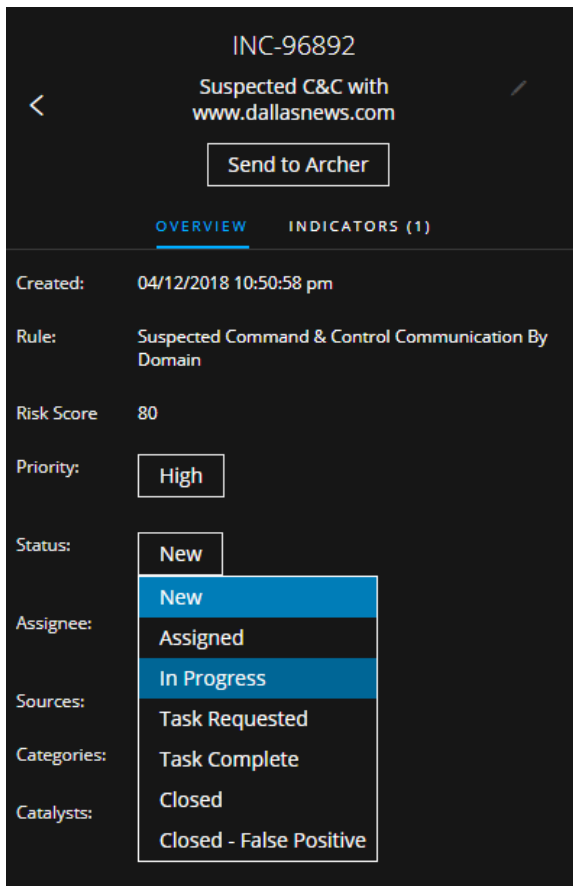 INC-96892
Suspected C&C with
www.dallasnews.com
Send to Archer
OVERVIEW INDICATORS (1)
Created: 04/12/2018 10:50:58 pm
Rule: Suspected Command & Control Communication By
Domain
Risk Score 80
Priority: High
Status: New
New
Assignee:
Assigned
In Progress
Sources:
Task Requested
Categories:
Task Complete
Catalysts:
Closed
Closed - False Positive